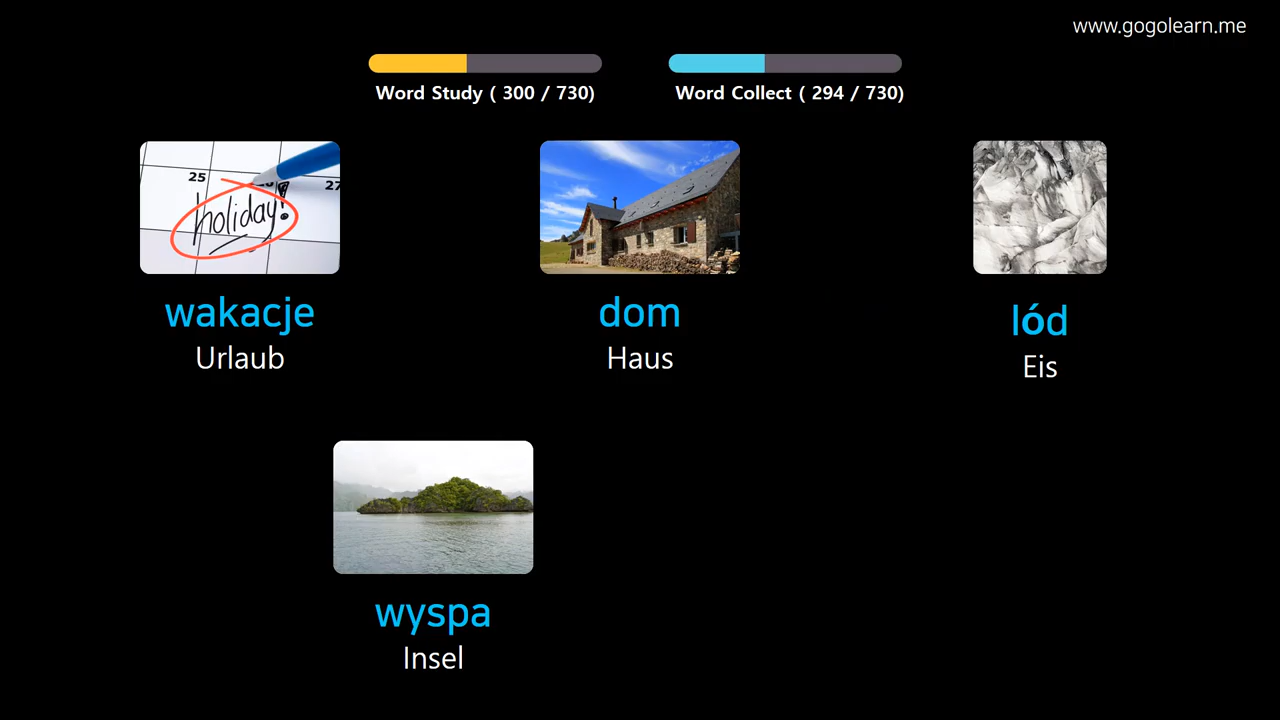 www.gogolearn.me
Word Study ( 300 / 730)
Word Collect ( 294 / 730)
25
27
holiday!
wakacje
Urlaub
dom
Haus
lód
Eis
wyspa
Insel